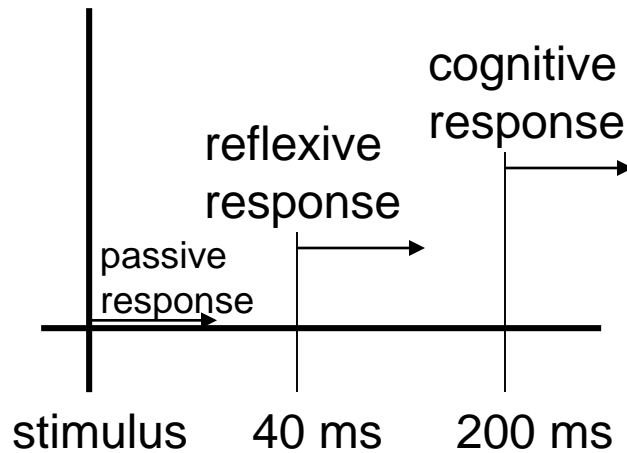 cognitive
response
reflexive
response
passive
response
stimulus 40 ms 200 ms